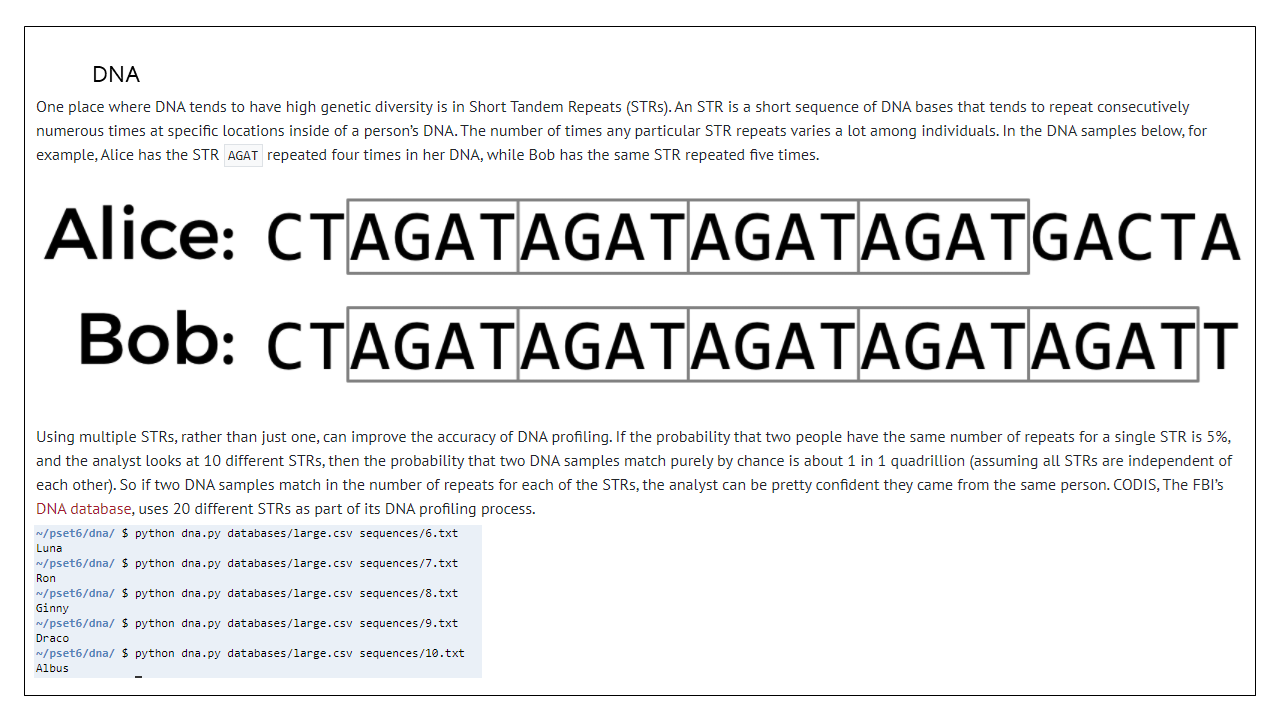 DNA
One place where DNA tends to have high genetic diversity is in Short Tandem Repeats (STRs). An STR is a short sequence of DNA bases that tends to repeat consecutively
numerous times at specific locations inside of a person’s DNA. The number of times any particular STR repeats varies a lot among individuals. In the DNA samples below, for
example, Alice has the STR AGAT repeated four times in her DNA, while Bob has the same STR repeated five times.
Alice: CTAGATAGATAGATAGATGACTA
Bob: CTAGATAGATAGATAGATAGATT
Using multiple STRs, rather than just one, can improve the accuracy of DNA profiling. If the probability that two people have the same number of repeats for a single STR is 5%,
and the analyst looks at 10 different STRs, then the probability that two DNA samples match purely by chance is about 1 in 1 quadrillion (assuming all STRs are independent of
each other). So if two DNA samples match in the number of repeats for each of the STRs, the analyst can be pretty confident they came from the same person. CODIS, The FBI’s
DNA database, uses 20 different STRs as part of its DNA profiling process.
~/pset6/dna/ $ python dna.py databases/large.csv sequences/6.txt
Luna
~/pset6/dna/ $ python dna.py databases/large.csv sequences/7.txt
Ron
~/pset6/dna/ $ python dna.py databases/large.csv sequences/8.txt
Ginny
~/pset6/dna/ $ python dna.py databases/large.csv sequences/9.txt
Draco
~/pset6/dna/ $ python dna.py databases/large.csv sequences/10.txt
Albus